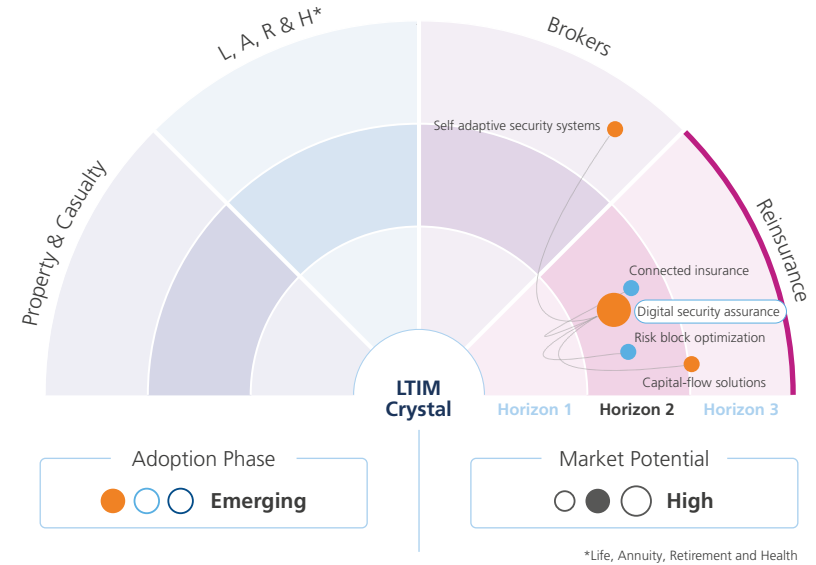 L, A, R & H*
Brokers
Property & Casualty
Reinsurance
Self adaptive security systems
Connected insurance
Digital security assurance
Risk block optimization
Capital-flow solutions
LTIM
Crystal
Horizon 1
Horizon 2
Horizon 3
Adoption Phase
Emerging
Market Potential
High
*Life, Annuity, Retirement and Health